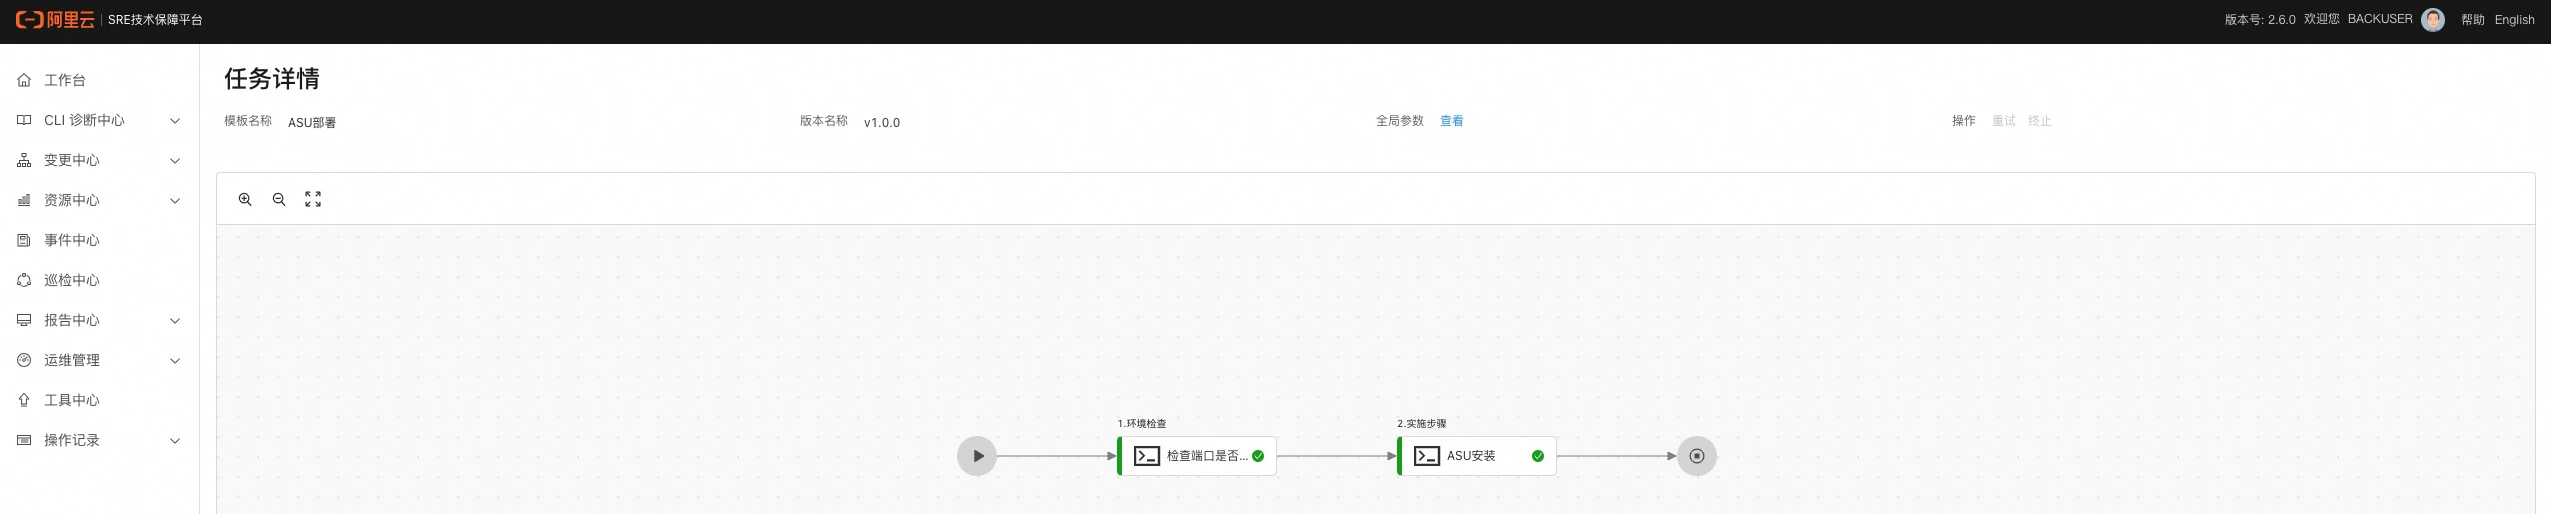 阿里云 | SRE技术保障平台
版本号: 2.6.0 欢迎您 BACKUSER 帮助 English
工作台
CLI 诊断中心
变更中心
资源中心
事件中心
巡检中心
报告中心
运维管理
工具中心
操作记录
任务详情
模板名称 ASU部署 版本名称 v1.0.0 全局参数 查看 操作 重试 终止
1.环境检查
检查端口是否...
2.实施步骤
ASU安装